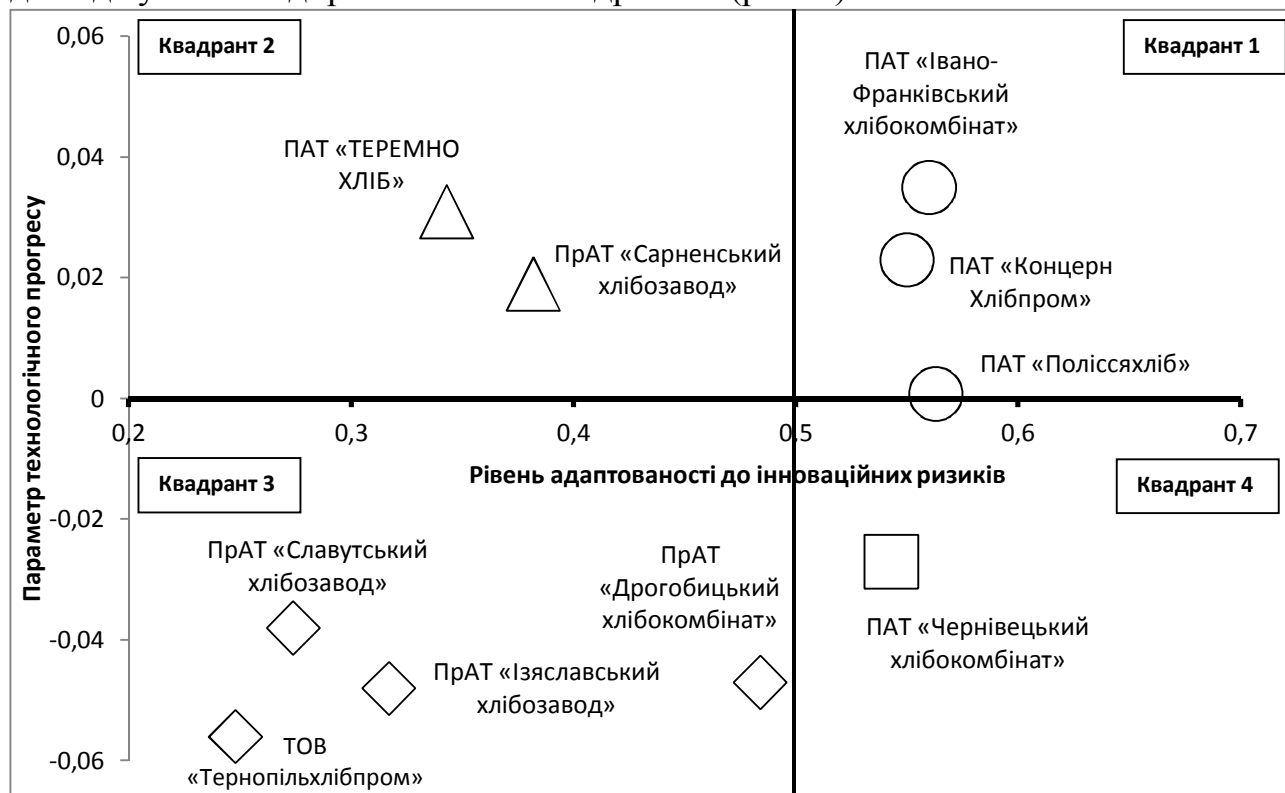 0,06
Квадрант 2
Квадрант 1
ПАТ «Івано-
Франківський
хлібокомбінат»
ПАТ «ТЕРЕМНО
ХЛІБ»
0,04
ПрАТ «Сарненський
хлібозавод»
ПАТ «Концерн
Хлібпром»
0,02
ПАТ «Поліссяхліб»
0
0,2
0,3
0,4
0,5
0,6
0,7
Параметр технологічного прогресу
Рівень адаптованості до інноваційних ризиків
Квадрант 3
Квадрант 4
-0,02
ПрАТ «Славутський
хлібозавод»
ПрАТ
«Дрогобицький
хлібокомбінат»
ПАТ «Чернівецький
хлібокомбінат»
-0,04
ПрАТ «Ізяславський
хлібозавод»
ТОВ
«Тернопільхлібпром»
-0,06